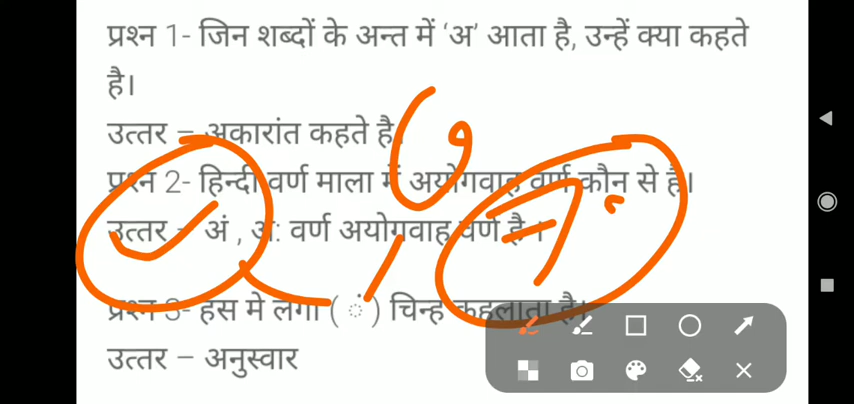 प्रश्न 1- जिन शब्दों के अन्त में ‘अ’ आता है, उन्हें क्या कहते
है।
उत्तर – अकारांत कहते है
प्रश्न 2- हिन्दी वर्ण माला में अयोगवाह वर्ण कौन से है।
उत्तर – अं , अ: वर्ण अयोगवाह वर्ण है ।
प्रश्न 3- हंस मे लगा ( ं ) चिन्ह कहलाता है।
उत्तर – अनुस्वार